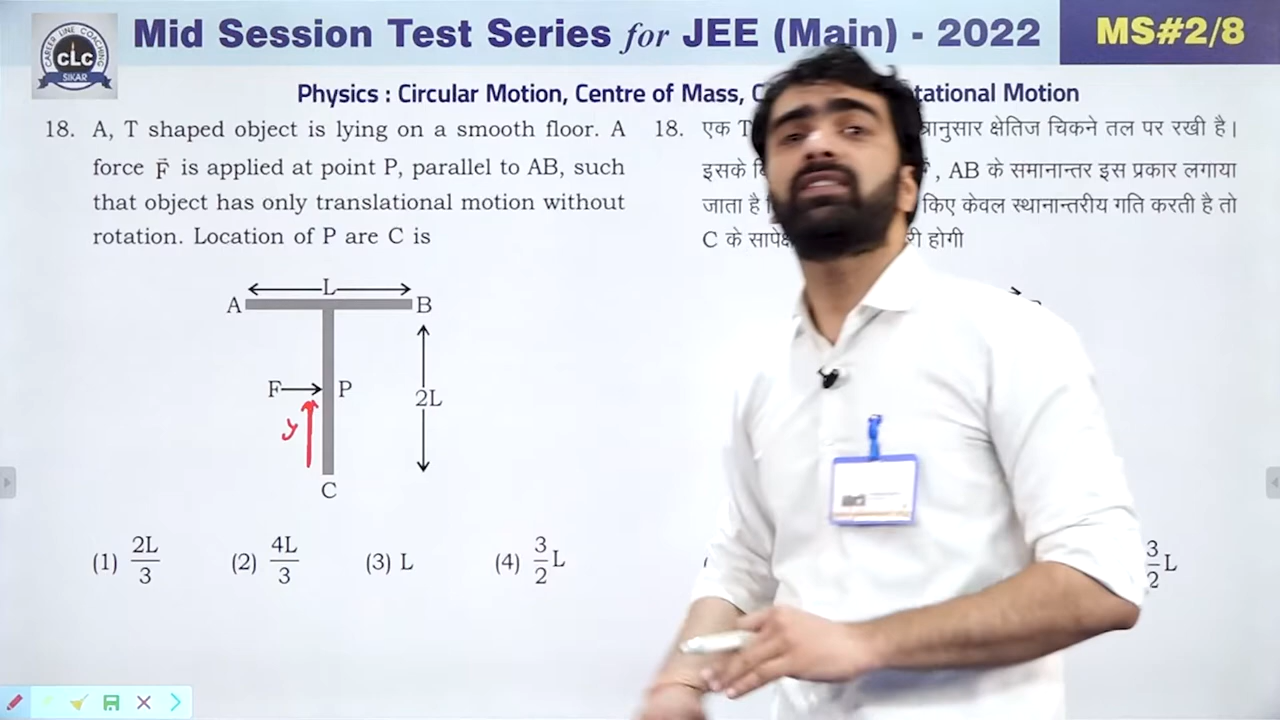 Mid Session Test Series for JEE (Main) - 2022
MS#2/8
CAREER LINE COACHING
CLC
SIKAR
Physics : Circular Motion, Centre of Mass, C tational Motion
18. A, T shaped object is lying on a smooth floor. A
force F⃗ is applied at point P, parallel to AB, such
that object has only translational motion without
rotation. Location of P are C is
18. एक T नुसार क्षेतिज चिकने तल पर रखी है।
इसके , AB के समानान्तर इस प्रकार लगाया
जाता है किए केवल स्थानान्तरीय गति करती है तो
C के होगी
L
A B
F P
2L
y
C
(1) 2L/3 (2) 4L/3 (3) L (4) 3/2 L
3/2 L